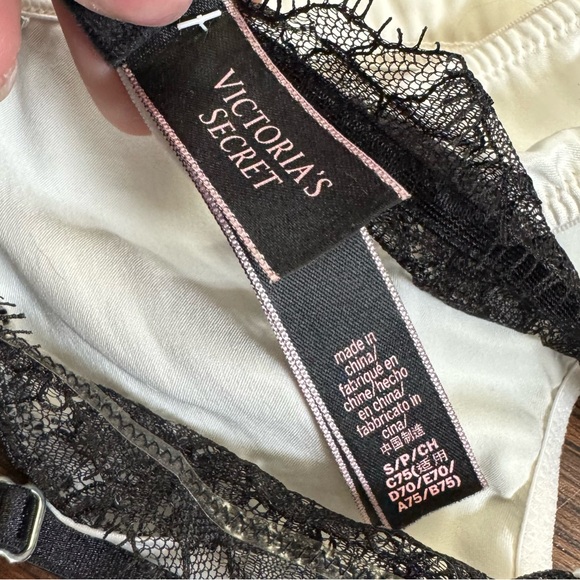 VICTORIA'S
SECRET
made in
china/
fabriqué en
chine/hecho
en china/
fabbricato in
cina/
中国制造
S/P/CH
C75(适用
D70/E70/
A75/B75)